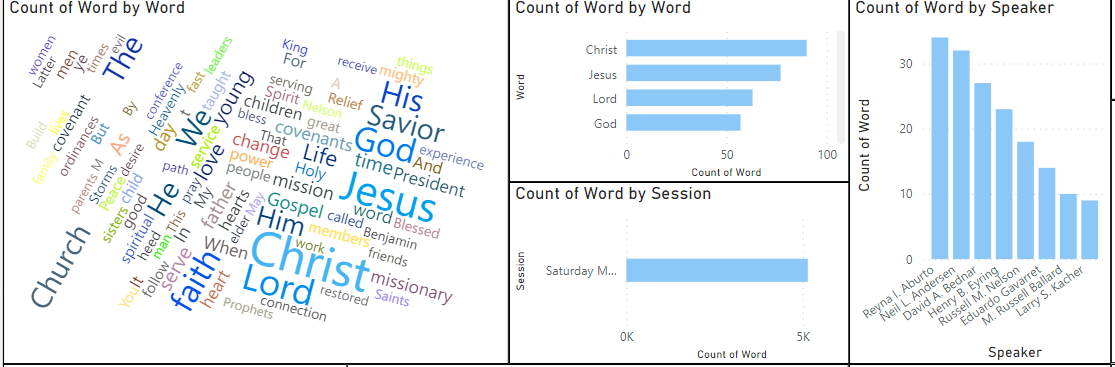 Count of Word by Word
women
Latter
men
ye
times
evil
The
conference
fast
leaders
King
For
receive
things
mighty
Build
lives
covenant
By
Heavenly
t
taught
serving
Spirit
A
Relief
His
family
ordinances
But
As
day
We
young
children
Nelson
bless
great
Savior
parents
M
Storms
Peace
desire
child
path
service
love
That
covenants
change
power
Life
God
experience
And
time
President
sisters
good
He
pray
My
people
Holy
mission
Jesus
spiritual
heed
man
This
In
father
hearts
May
elder
Gospel
Him
called
word
Blessed
members
Benjamin
Church
You
It
follow
serve
When
work
Christ
friends
faith
heart
Lord
restored
missionary
Saints
Prophets
connection
Count of Word by Word
Word
Christ
Jesus
Lord
God
0 50 100
Count of Word
Count of Word by Session
Session
Saturday M...
0K 5K
Count of Word
Count of Word by Speaker
Count of Word
30
20
10
0
Reyna I. Aburto
Neil L. Andersen
David A. Bednar
Henry B. Eyring
Russell M. Nelson
Eduardo Gavarret
M. Russell Ballard
Larry S. Kacher
Speaker